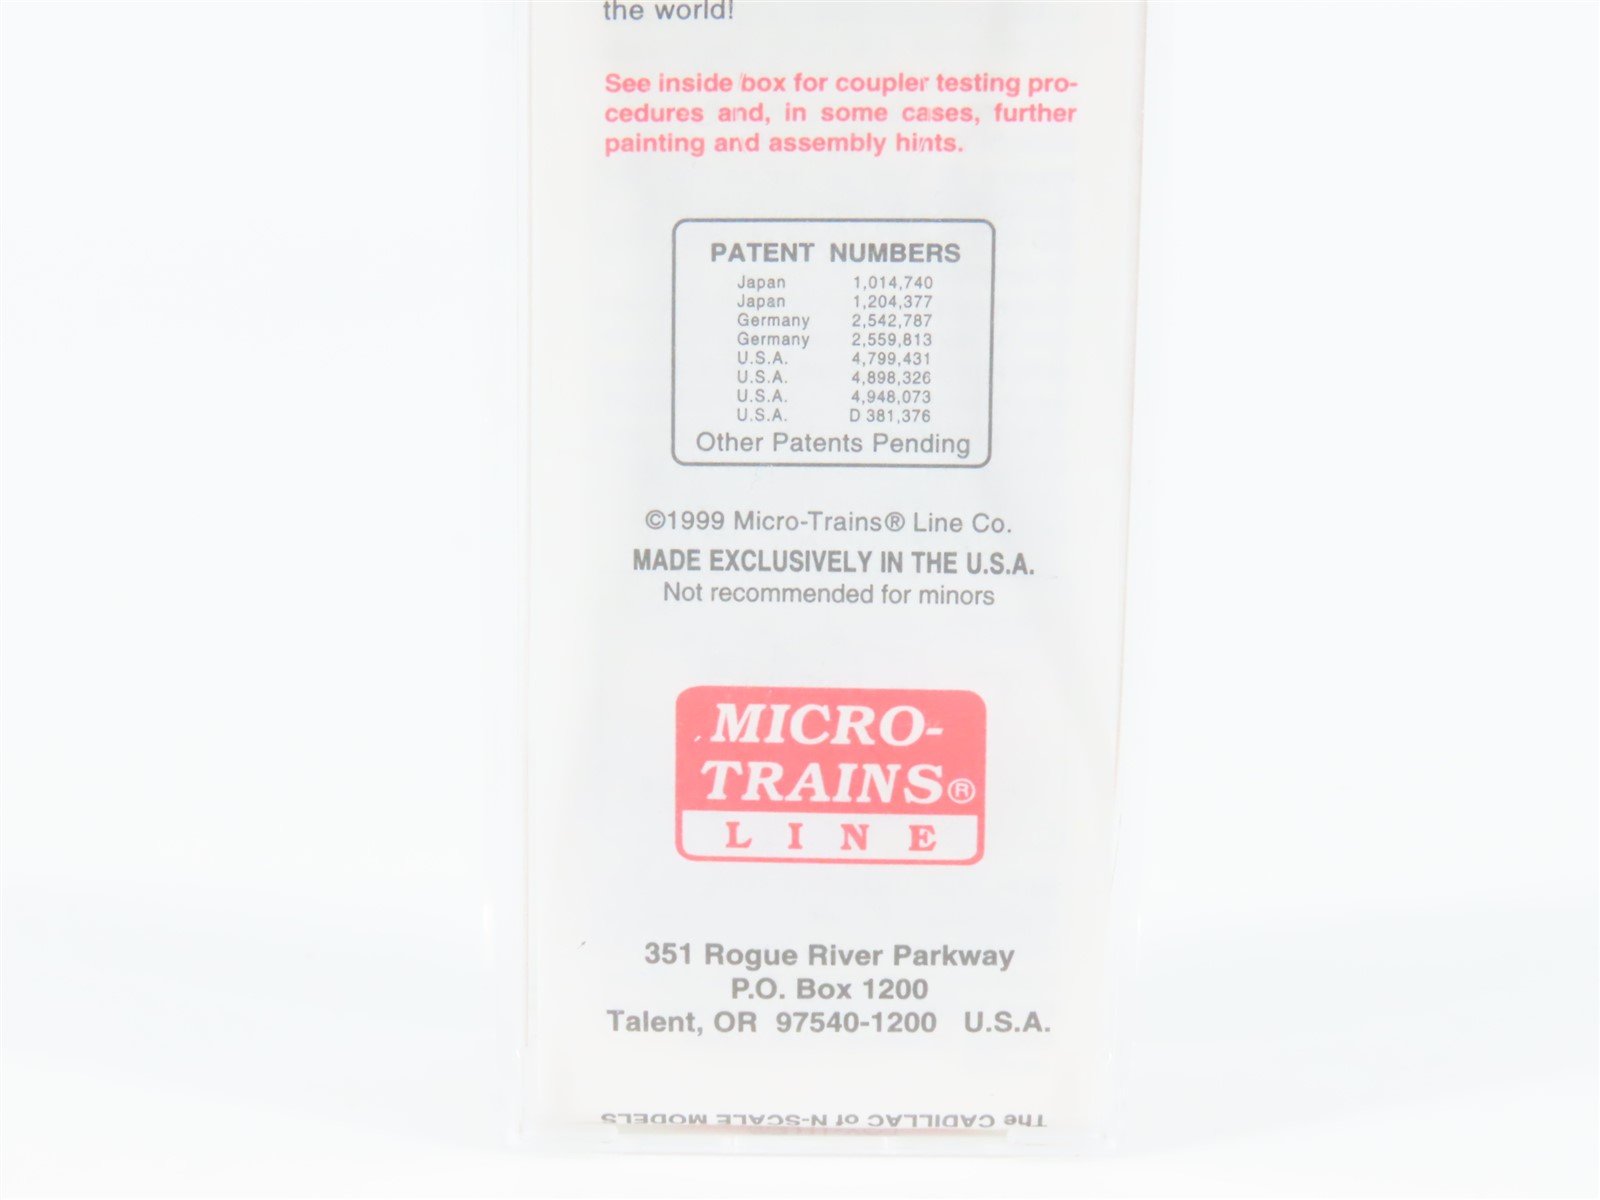 the world!
See inside box for coupler testing pro-
cedures and, in some cases, further
painting and assembly hints.
PATENT NUMBERS
Japan 1,014,740
Japan 1,204,377
Germany 2,542,787
Germany 2,559,813
U.S.A. 4,799,431
U.S.A. 4,898,326
U.S.A. 4,948,073
U.S.A. D 381,376
Other Patents Pending
©1999 Micro-Trains® Line Co.
MADE EXCLUSIVELY IN THE U.S.A.
Not recommended for minors
MICRO-
TRAINS®
LINE
351 Rogue River Parkway
P.O. Box 1200
Talent, OR 97540-1200 U.S.A.
The CADILLAC of N-SCALE MODELS